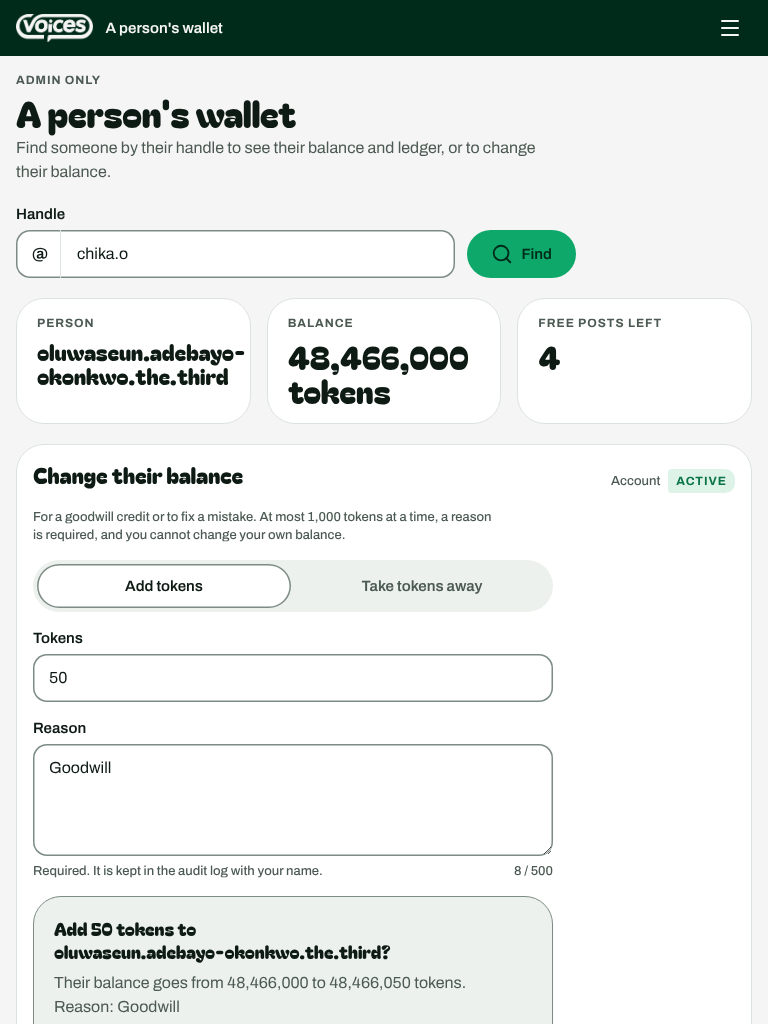 Voices
A person's wallet
ADMIN ONLY
A person's wallet
Find someone by their handle to see their balance and ledger, or to change
their balance.
Handle
@ chika.o
Find
PERSON
oluwaseun.adebayo-
okonkwo.the.third
BALANCE
48,466,000
tokens
FREE POSTS LEFT
4
Change their balance
Account ACTIVE
For a goodwill credit or to fix a mistake. At most 1,000 tokens at a time, a reason
is required, and you cannot change your own balance.
Add tokens
Take tokens away
Tokens
50
Reason
Goodwill
Required. It is kept in the audit log with your name.
8 / 500
Add 50 tokens to
oluwaseun.adebayo-okonkwo.the.third?
Their balance goes from 48,466,000 to 48,466,050 tokens.
Reason: Goodwill